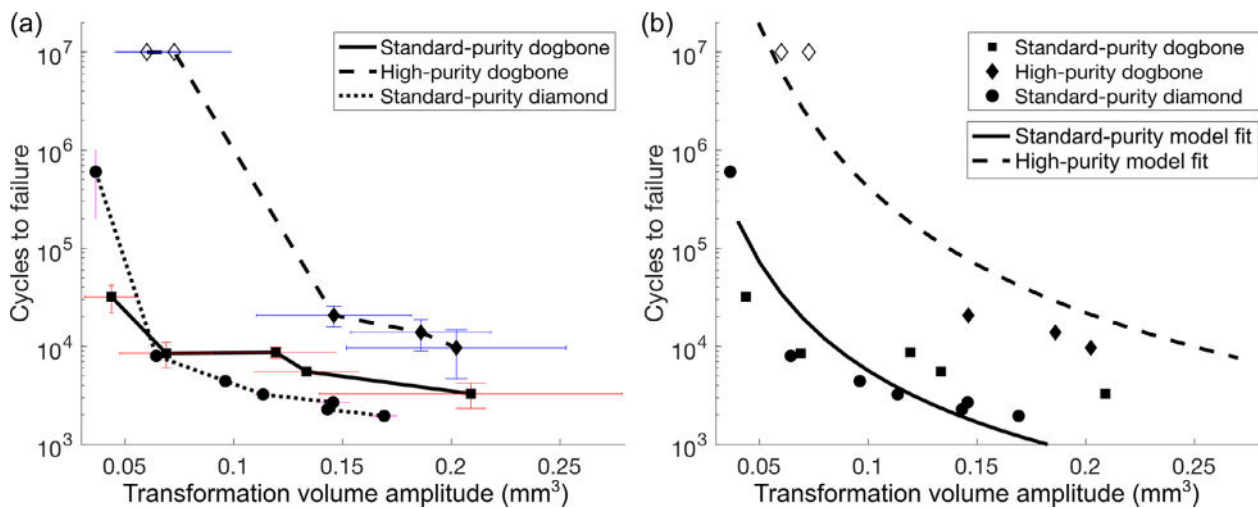 (a)
Cycles to failure
10^7
10^6
10^5
10^4
10^3
0.05 0.1 0.15 0.2 0.25
Transformation volume amplitude (mm^3)
Standard-purity dogbone
High-purity dogbone
Standard-purity diamond
(b)
Cycles to failure
10^7
10^6
10^5
10^4
10^3
0.05 0.1 0.15 0.2 0.25
Transformation volume amplitude (mm^3)
Standard-purity dogbone
High-purity dogbone
Standard-purity diamond
Standard-purity model fit
High-purity model fit